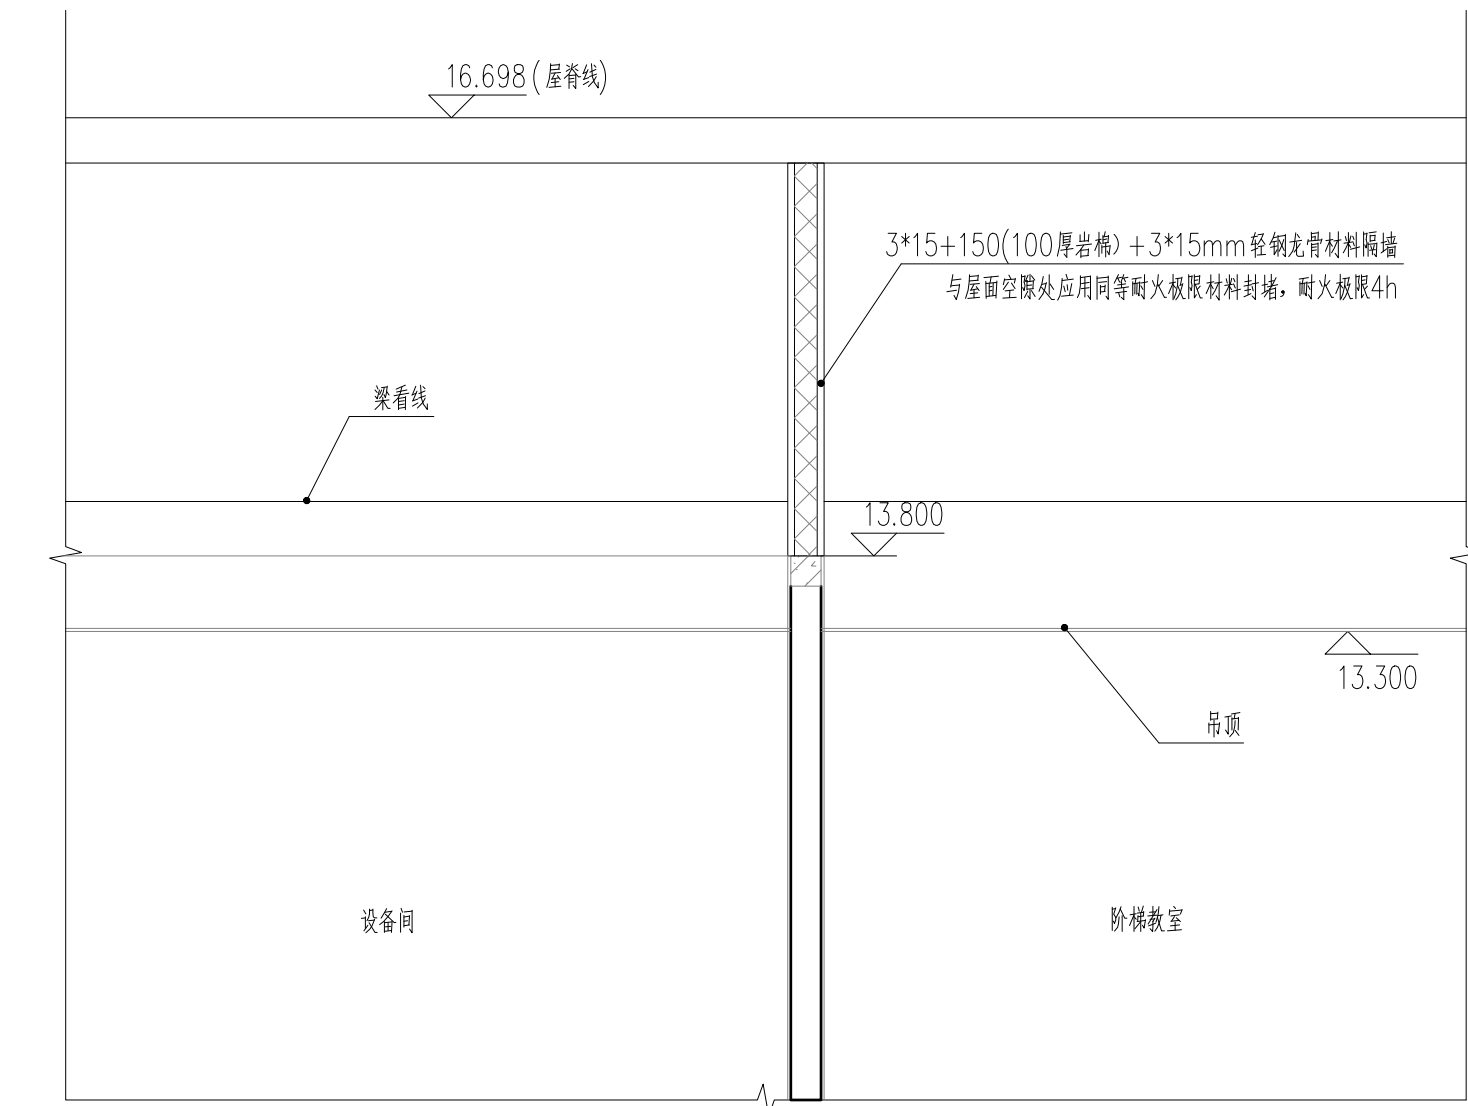 16.698(屋脊线)
3*15+150(100厚岩棉)+3*15mm轻钢龙骨材料隔墙
与屋面空隙处应用同等耐火极限材料封堵，耐火极限4h
梁看线
13.800
13.300
吊顶
设备间
阶梯教室